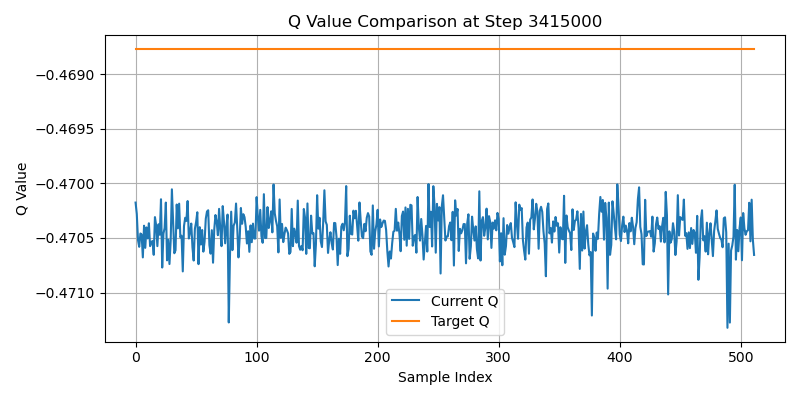 Q Value Comparison at Step 3415000
Q Value
−0.4690
−0.4695
−0.4700
−0.4705
−0.4710
Current Q
Target Q
0
100
200
300
400
500
Sample Index